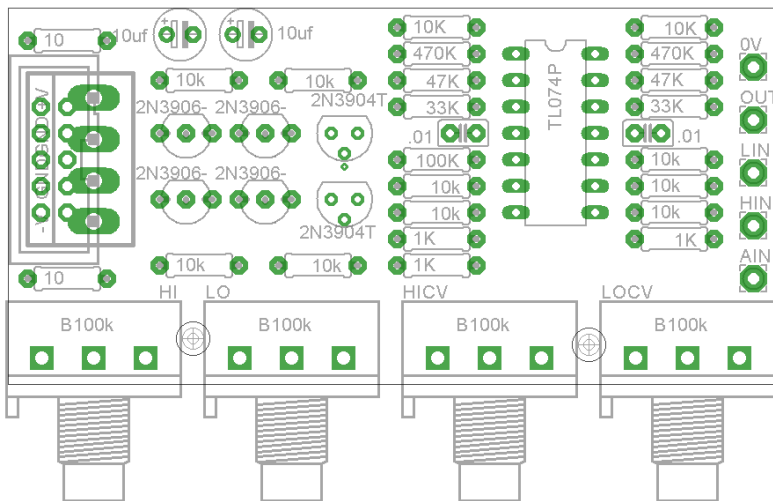 10
+
10uf
+
10uf
10K
10K
0V
470K
470K
10k
10k
TL074P
47K
47K
2N3906-
2N3906-
2N3904T
33K
33K
OUT
.01
.01
LIN
100K
10k
2N3906-
2N3906-
10k
10k
HIN
2N3904T
10k
10k
1K
1K
AIN
10
10k
10k
1K
HI
LO
HICV
LOCV
B100k
B100k
B100k
B100k